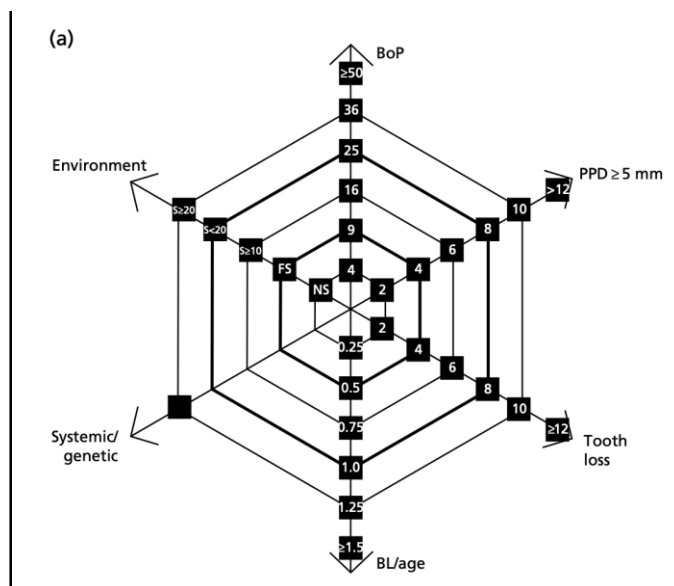 (a)
BoP
≥50
36
25
16
9
4
Environment
S≥20
S<20
S≥10
FS
NS
PPD ≥ 5 mm
>12
10
8
6
4
2
2
4
6
8
10
≥12
Tooth
loss
0.25
0.5
0.75
1.0
1.25
≥1.5
BL/age
Systemic/
genetic